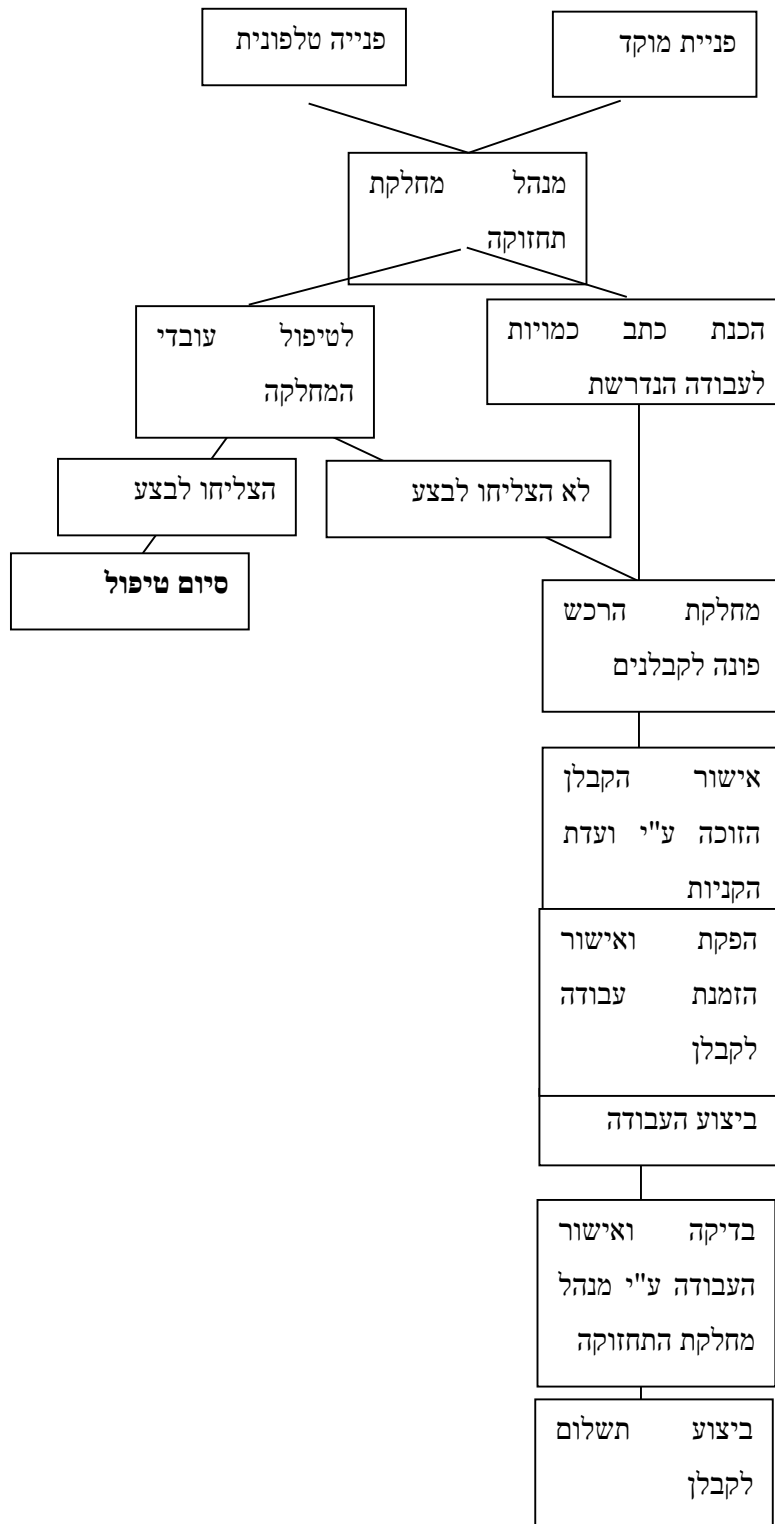 פניית מוקד
פנייה טלפונית
מנהל מחלקת
תחזוקה
הכנת כתב כמויות
לעבודה הנדרשת
לטיפול עובדי
המחלקה
לא הצליחו לבצע
הצליחו לבצע
סיום טיפול
מחלקת הרכש
פונה לקבלנים
אישור הקבלן
הזוכה ע"י ועדת
הקניות
הפקת ואישור
הזמנת עבודה
לקבלן
ביצוע העבודה
בדיקה ואישור
העבודה ע"י מנהל
מחלקת התחזוקה
ביצוע תשלום
לקבלן